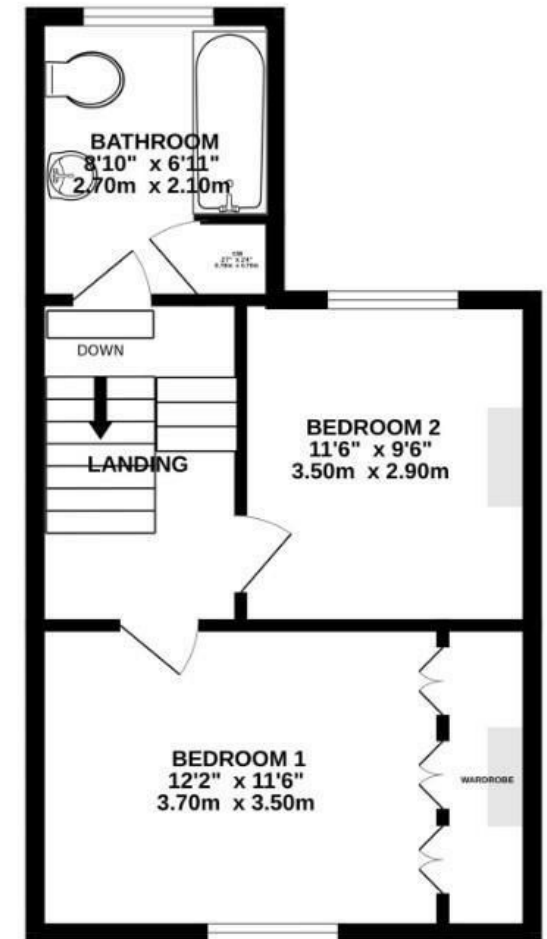 BATHROOM
8'10" x 6'11"
2.70m x 2.10m
DOWN
LANDING
BEDROOM 2
11'6" x 9'6"
3.50m x 2.90m
BEDROOM 1
12'2" x 11'6"
3.70m x 3.50m
WARDROBE